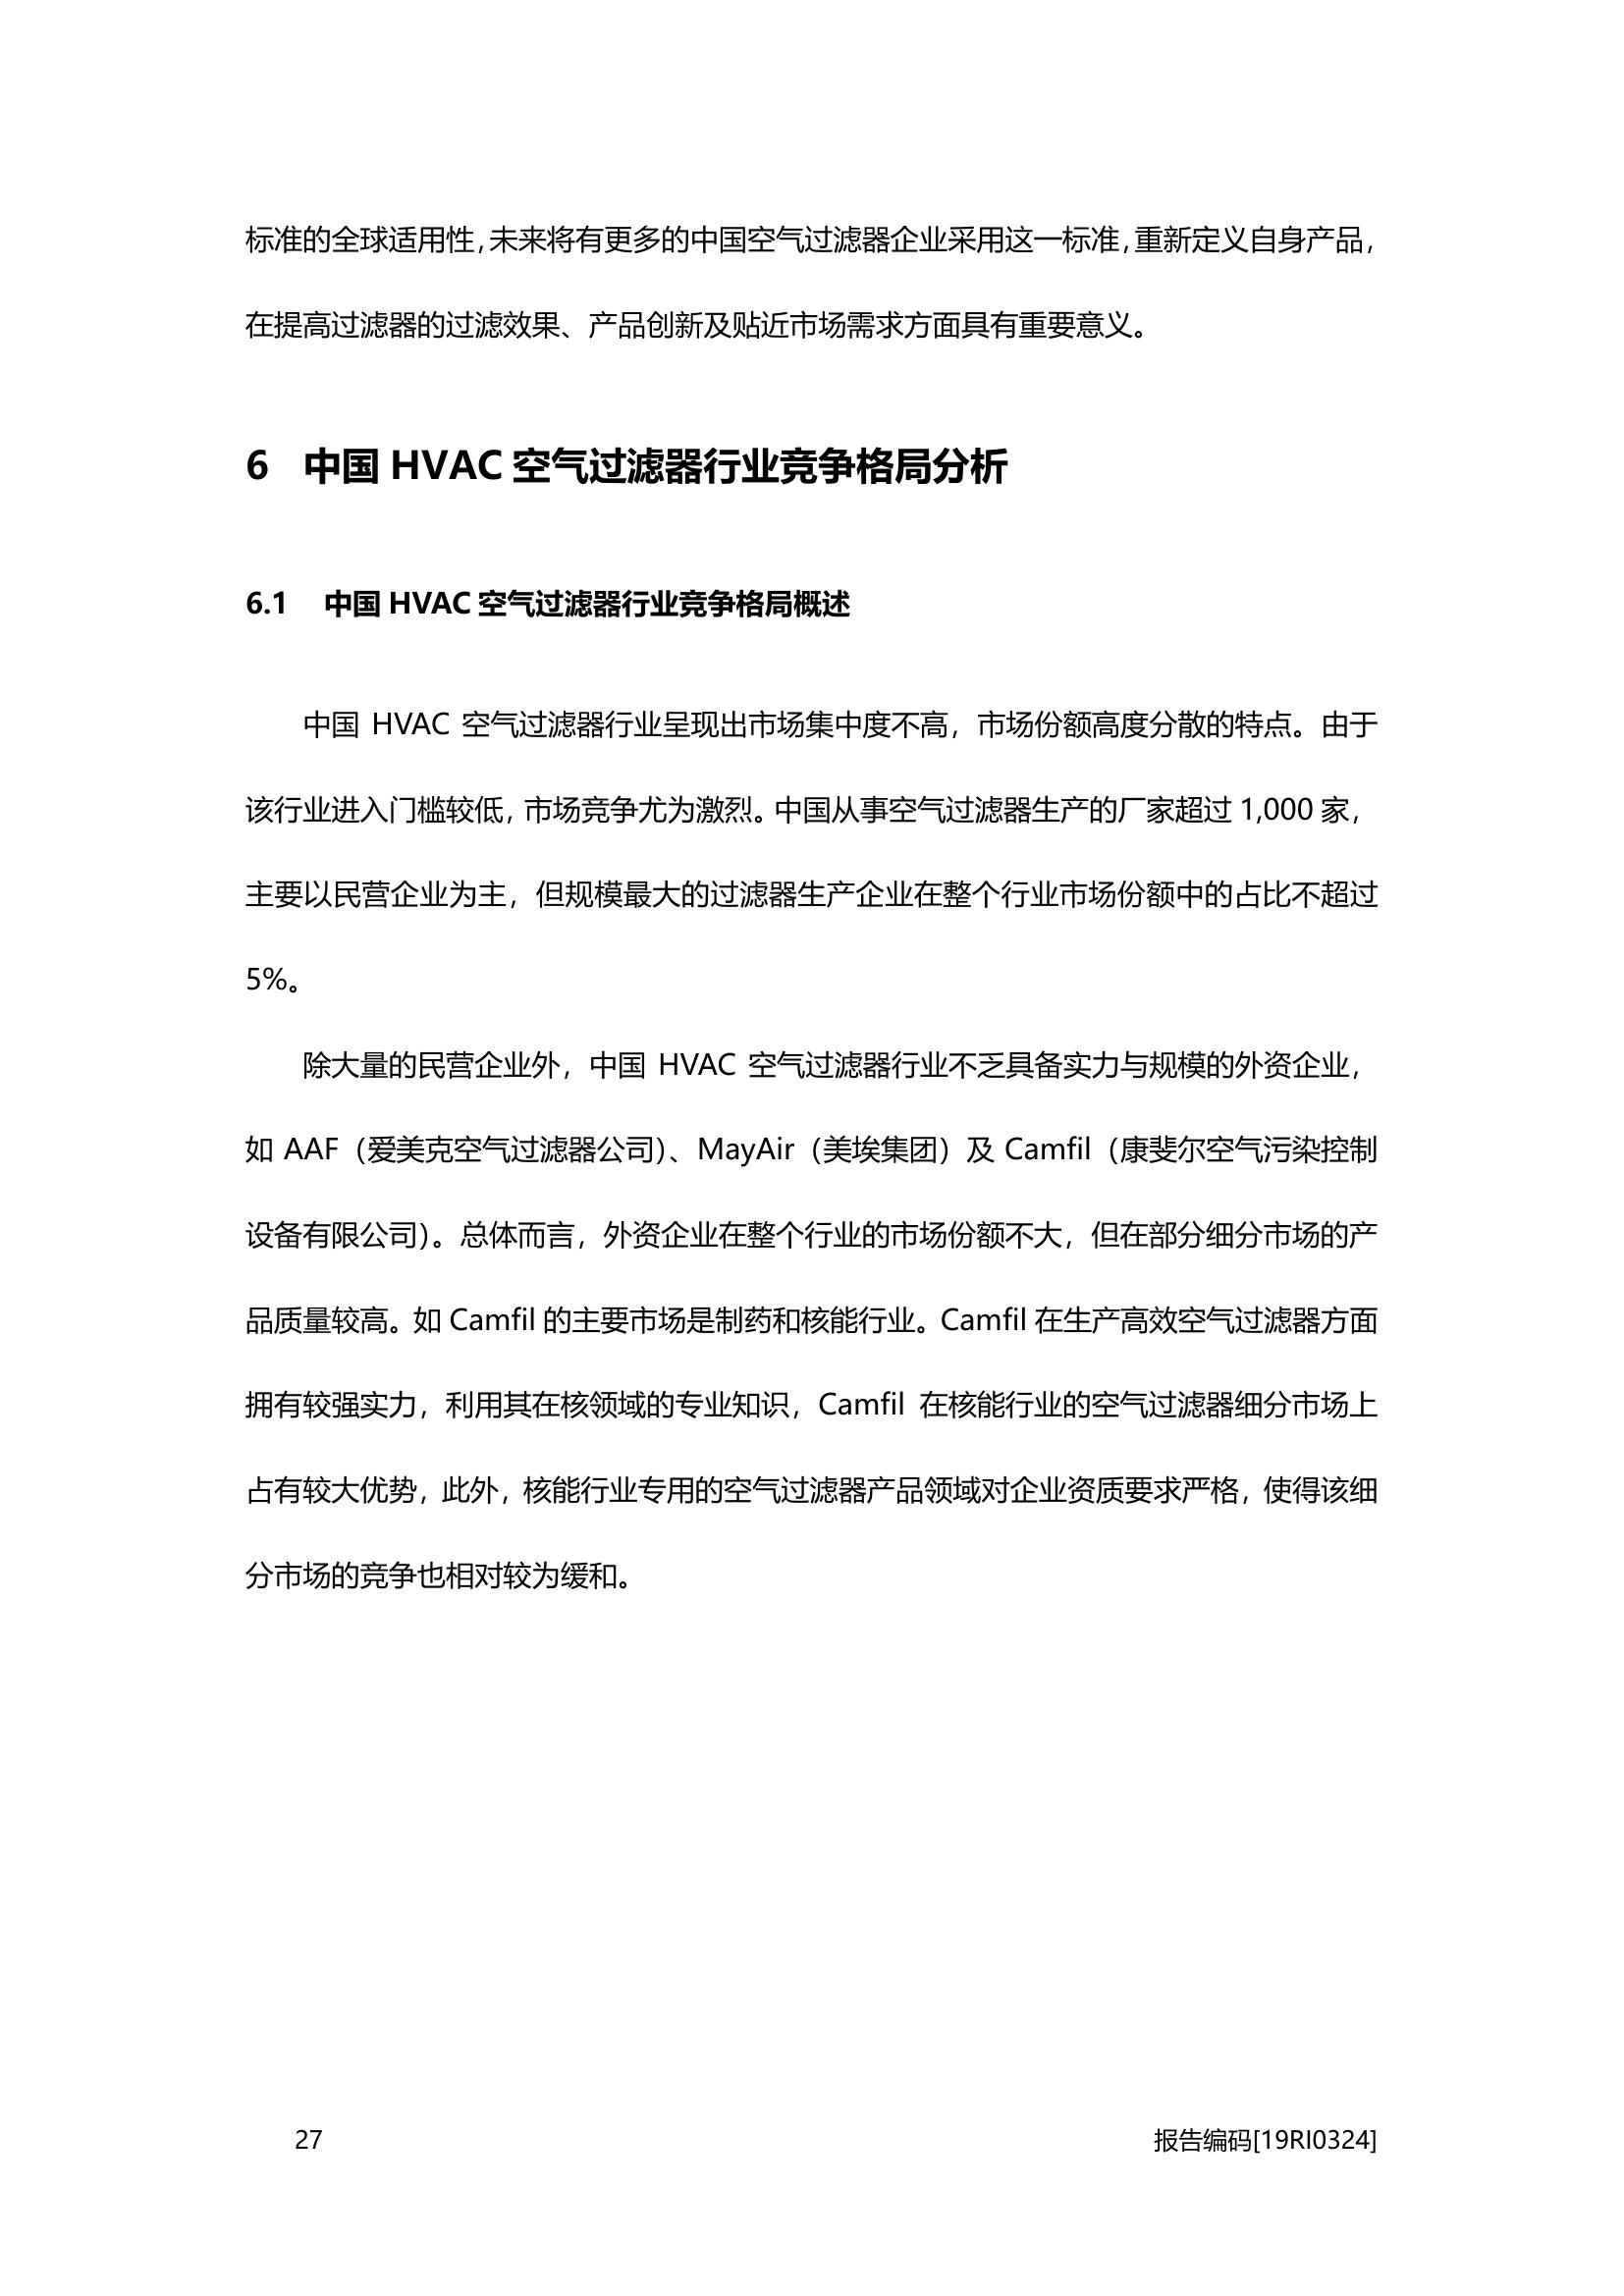 标准的全球适用性，未来将有更多的中国空气过滤器企业采用这一标准，重新定义自身产品，
在提高过滤器的过滤效果、产品创新及贴近市场需求方面具有重要意义。
6 中国 HVAC 空气过滤器行业竞争格局分析
6.1 中国 HVAC 空气过滤器行业竞争格局概述
中国 HVAC 空气过滤器行业呈现出市场集中度不高，市场份额高度分散的特点。由于
该行业进入门槛较低，市场竞争尤为激烈。中国从事空气过滤器生产的厂家超过 1,000 家，
主要以民营企业为主，但规模最大的过滤器生产企业在整个行业市场份额中的占比不超过
5%。
除大量的民营企业外，中国 HVAC 空气过滤器行业不乏具备实力与规模的外资企业，
如 AAF（爱美克空气过滤器公司）、MayAir（美埃集团）及 Camfil（康斐尔空气污染控制
设备有限公司）。总体而言，外资企业在整个行业的市场份额不大，但在部分细分市场的产
品质量较高。如 Camfil 的主要市场是制药和核能行业。Camfil 在生产高效空气过滤器方面
拥有较强实力，利用其在核领域的专业知识，Camfil 在核能行业的空气过滤器细分市场上
占有较大优势，此外，核能行业专用的空气过滤器产品领域对企业资质要求严格，使得该细
分市场的竞争也相对较为缓和。
27 报告编码[19RI0324]